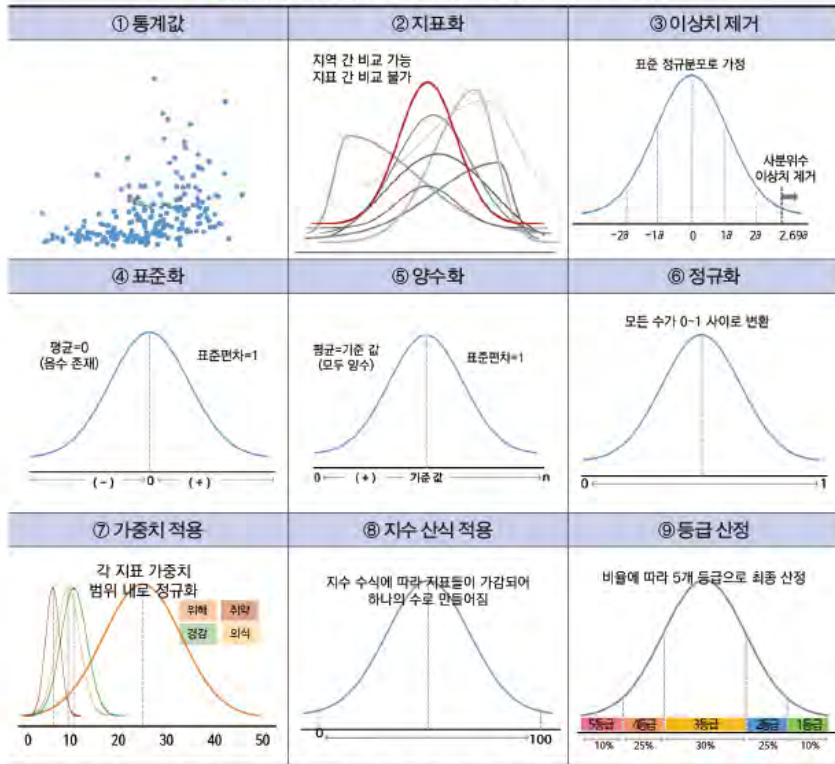 ① 통계값
② 지표화
③ 이상치 제거
지역 간 비교 가능
지표 간 비교 불가
표준 정규분포로 가정
사분위수
이상치 제거
-2∂ -1∂ 0 1∂ 2∂ 2.69∂
④ 표준화
⑤ 양수화
⑥ 정규화
평균=0
(음수 존재)
표준편차=1
(-) 0 (+)
평균=기준 값
(모두 양수)
표준편차=1
0 (+) 기준 값 n
모든 수가 0~1 사이로 변환
0 1
⑦ 가중치 적용
⑧ 지수 산식 적용
⑨ 등급 산정
각 지표 가중치
범위 내로 정규화
위해 취약
경감 의식
0 10 20 30 40 50
지수 수식에 따라 지표들이 가감되어
하나의 수로 만들어짐
0 100
비율에 따라 5개 등급으로 최종 산정
5등급 4등급 3등급 2등급 1등급
10% 25% 30% 25% 10%